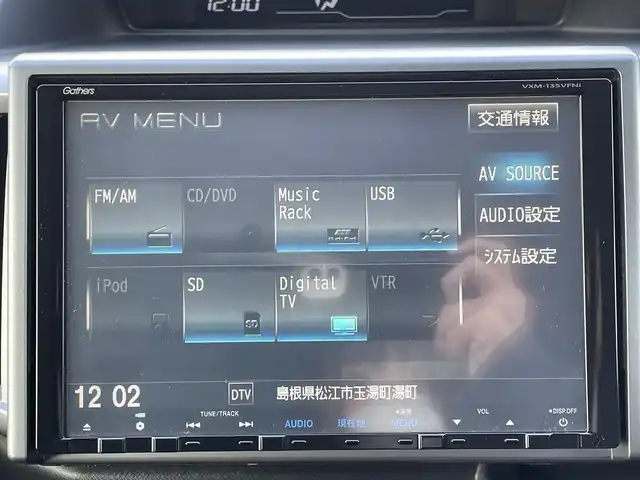 12:00
Gathers
VXM-135VFNi
AV MENU
交通情報
FM/AM
CD/DVD
Music Rack
USB
AV SOURCE
AUDIO設定
システム設定
iPod
SD
Digital TV
VTR
12 02
DTV
島根県松江市玉湯町湯町
TUNE/TRACK
AUDIO
現在地
MENU
VOL
DISP.OFF